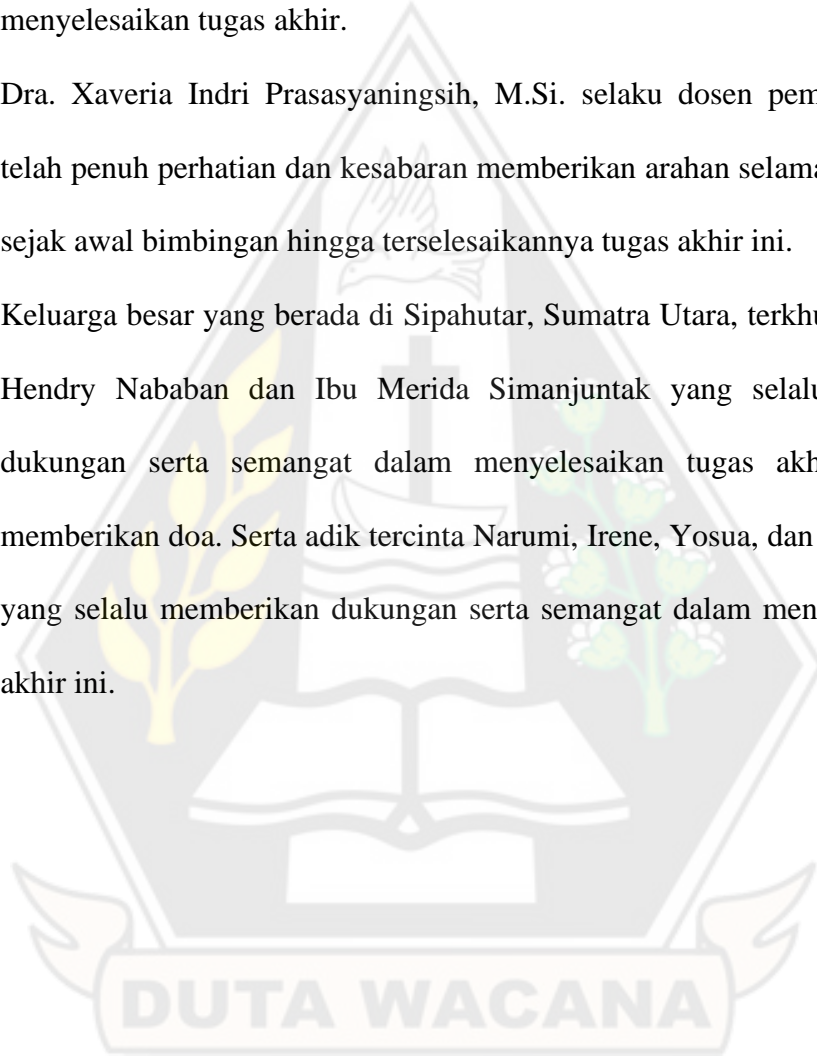 menyelesaikan tugas akhir.
Dra. Xaveria Indri Prasasyaningsih, M.Si. selaku dosen pem
telah penuh perhatian dan kesabaran memberikan arahan selama
sejak awal bimbingan hingga terselesaikannya tugas akhir ini.
Keluarga besar yang berada di Sipahutar, Sumatra Utara, terkhu
Hendry Nababan dan Ibu Merida Simanjuntak yang selalu
dukungan serta semangat dalam menyelesaikan tugas akh
memberikan doa. Serta adik tercinta Narumi, Irene, Yosua, dan
yang selalu memberikan dukungan serta semangat dalam men
akhir ini.
DUTA WACANA